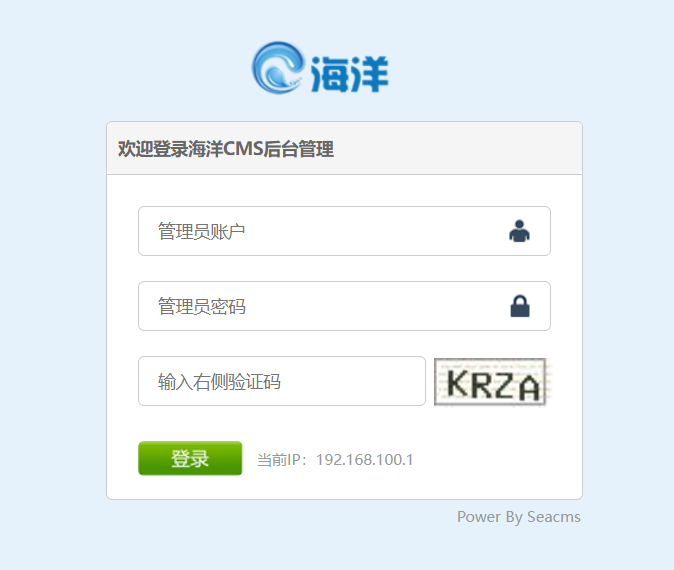 海洋
欢迎登录海洋CMS后台管理
管理员账户
管理员密码
输入右侧验证码
KRZA
登录 当前IP：192.168.100.1
Power By Seacms